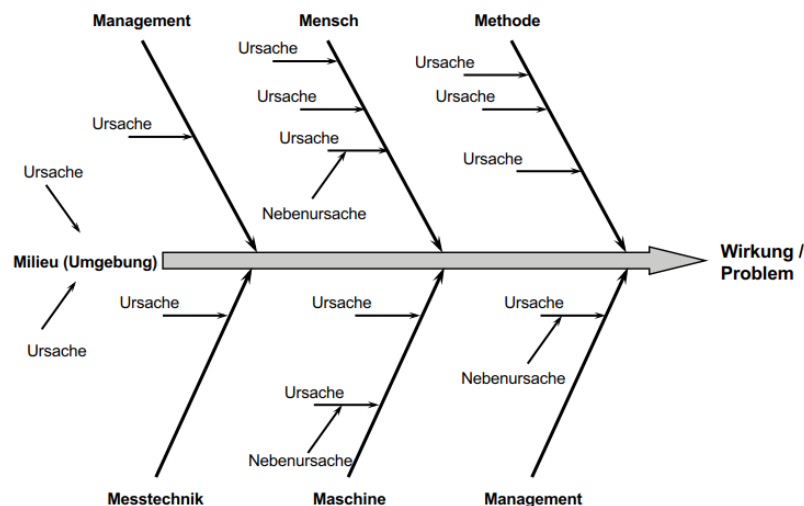 Management
Mensch
Methode
Ursache
Ursache
Ursache
Ursache
Ursache
Ursache
Ursache
Ursache
Ursache
Nebenursache
Milieu (Umgebung)
Wirkung /
Problem
Ursache
Ursache
Ursache
Ursache
Nebenursache
Ursache
Nebenursache
Messtechnik
Maschine
Management